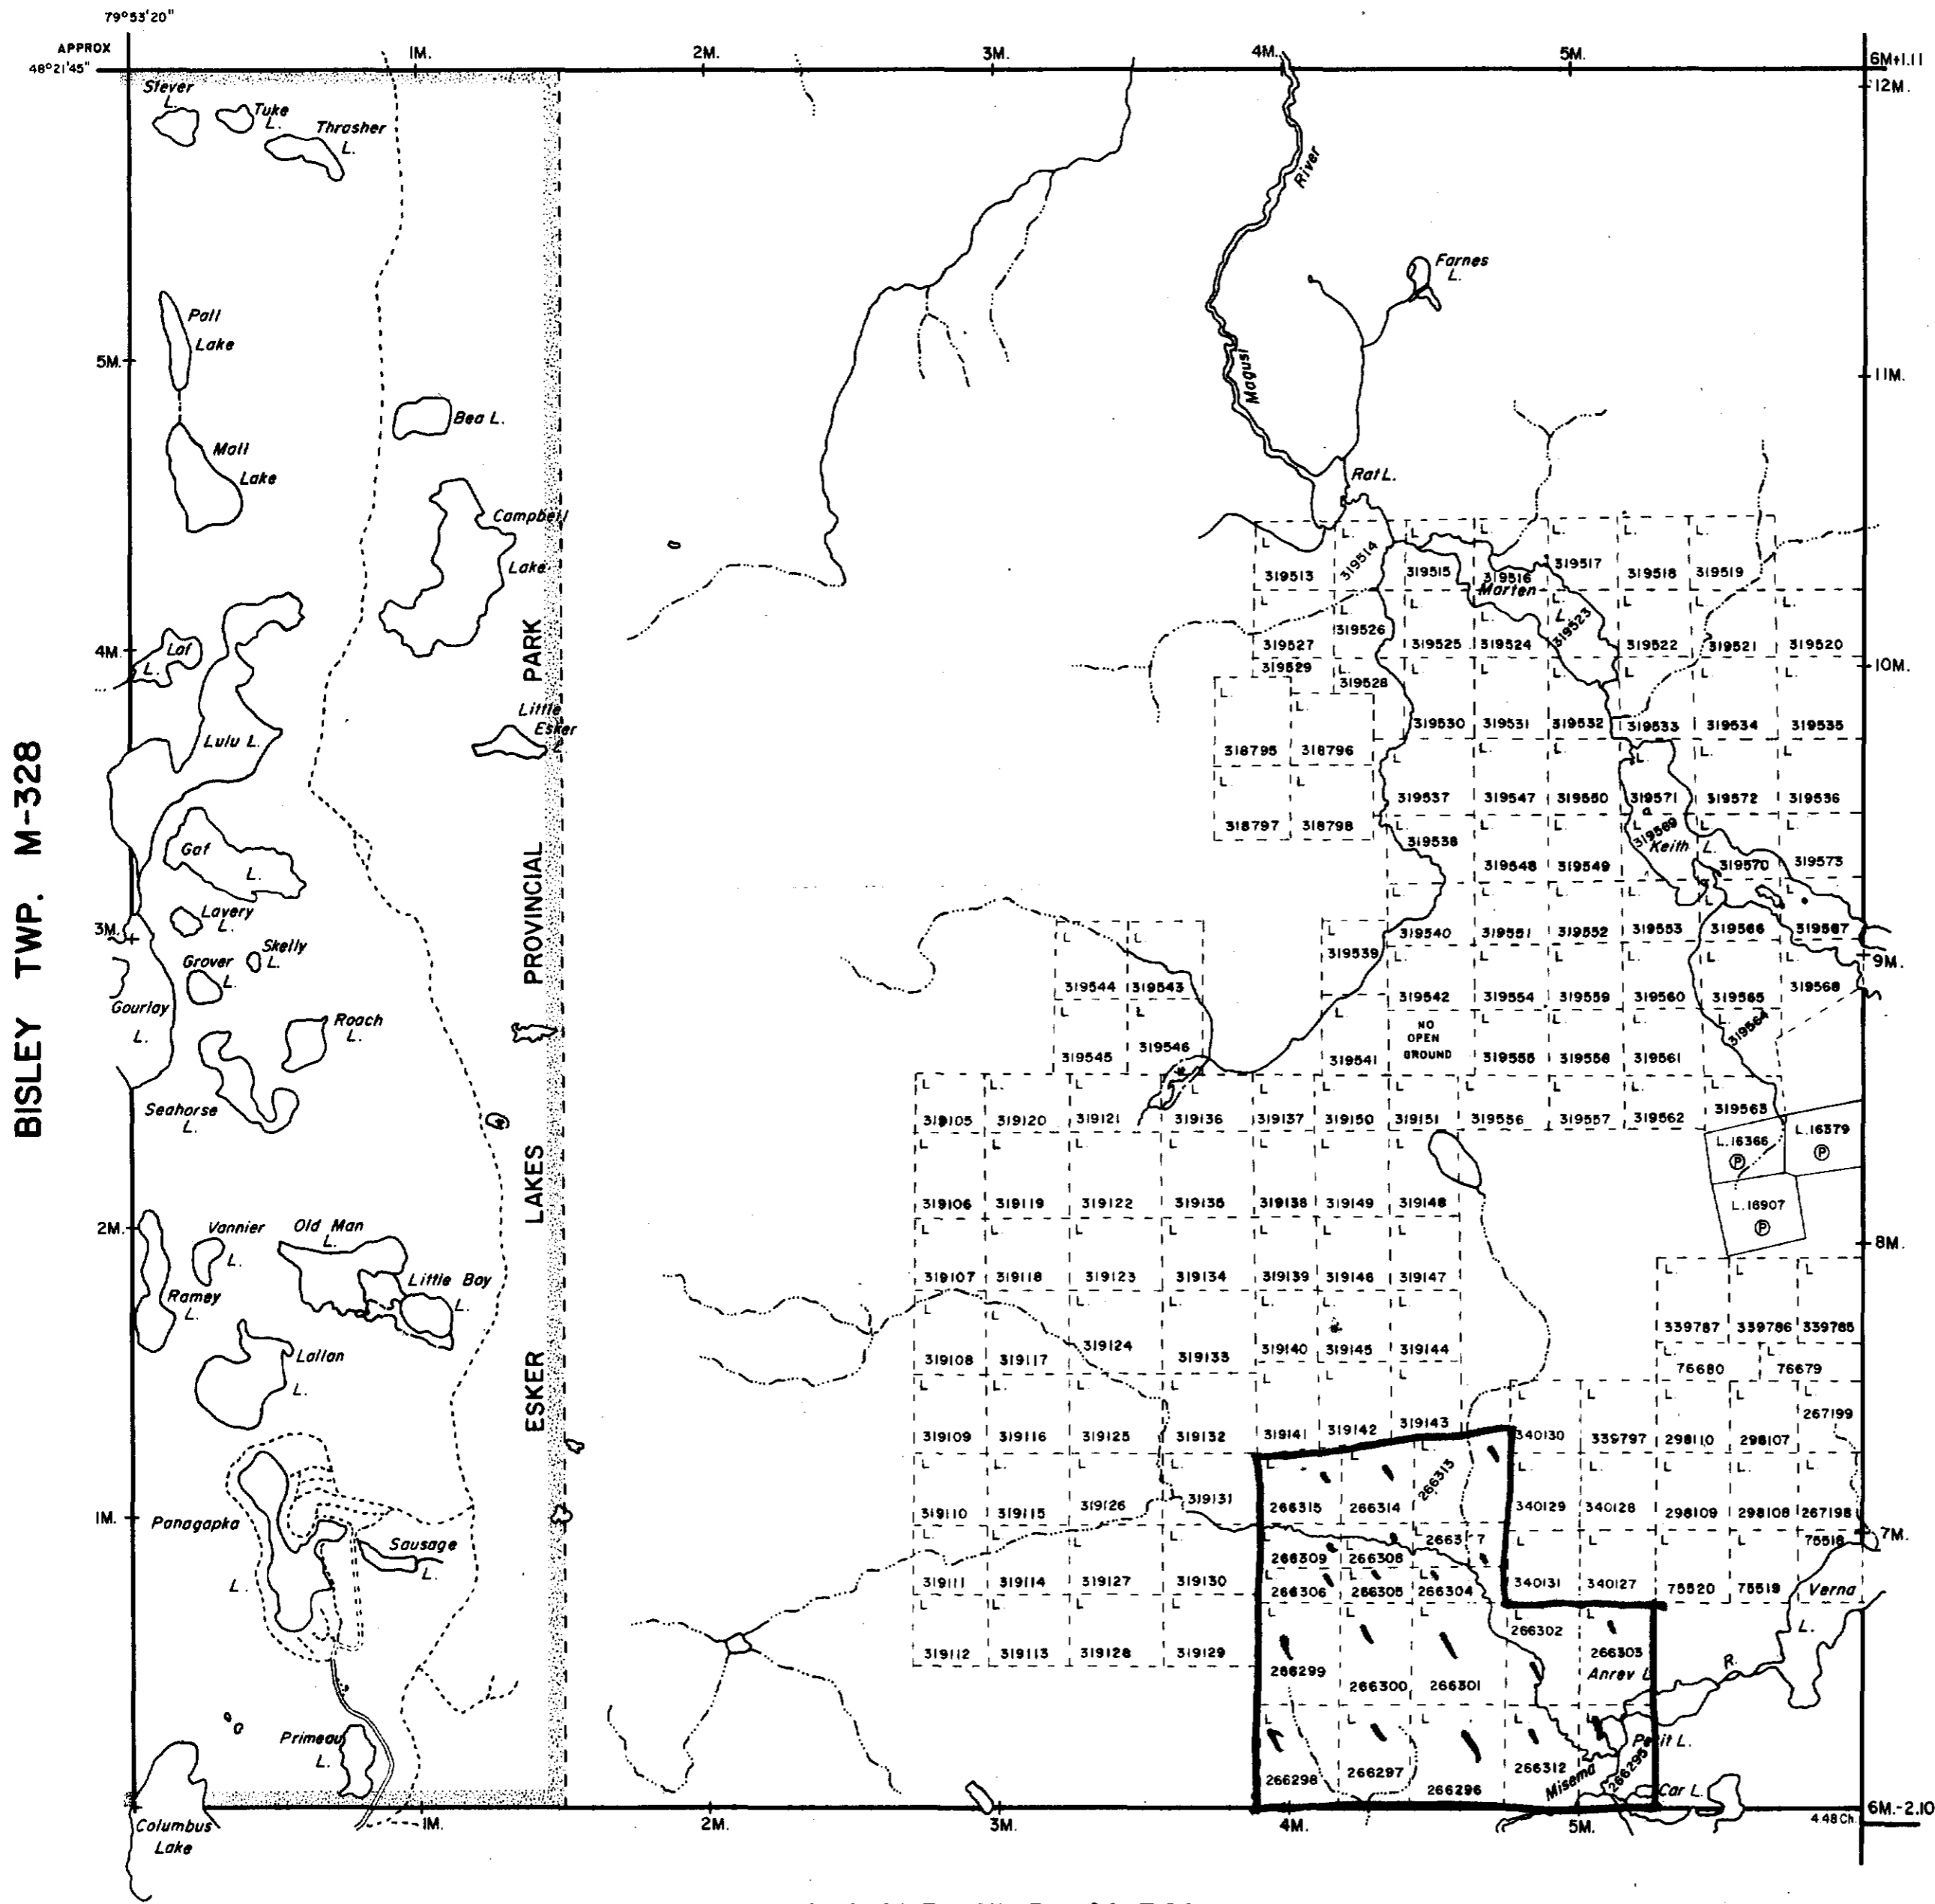 79°53'20"
APPROX
48°21'45"
1M.
2M.
3M.
4M.
5M.
6M+1.11
12M.
Stever
L.
Tuke
L.
Thrasher
L.
River
Magusi
Farnes
L.
Pall
Lake
5M.
11M.
Bea L.
Mall
Lake
Rat L.
Campbell
Lake
319513
319514
319515
319516
319517
319518
319519
Marten
L.
319527
319526
319525
319524
319523
319522
319521
319520
4M.
Laf
L.
319529
319528
10M.
PARK
Little
Esker
L.
Lulu L.
319530
319531
319532
319533
319534
319535
318795
318796
BISLEY TWP. M-328
319537
319547
319550
319571
319572
319536
318797
318798
Gaf
L.
319538
319548
319549
319569
Keith
L.
319570
319573
PROVINCIAL
Lavery
L.
3M.
Skelly
L.
Grover
L.
319540
319551
319552
319553
319566
319567
319539
9M.
Gourlay
L.
319544
319543
319542
319554
319559
319560
319565
319568
Roach
L.
NO
OPEN
GROUND
319564
319545
319546
319541
319555
319558
319561
Seahorse
L.
319105
319120
319121
319136
319137
319150
319151
319556
319557
319562
319563
L.16366
P
L.16379
P
LAKES
319106
319119
319122
319135
319138
319149
319148
L.18907
P
2M.
Vannier
L.
Old Man
L.
8M.
319107
319118
319123
319134
319139
319146
319147
Little Boy
L.
Ramey
L.
339787
339786
339785
Lallan
L.
319108
319117
319124
319133
319140
319145
319144
76680
76679
ESKER
267199
319109
319116
319125
319132
319141
319142
319143
340130
339797
298110
298107
1M.
Panagapka
L.
319110
319115
319126
319131
266315
266314
266313
340129
340128
298109
298108
267198
Sausage
L.
266309
266308
266317
75518
7M.
319111
319114
319127
319130
266306
266305
266304
340131
340127
75520
75519
Verna
L.
319112
319113
319128
319129
266299
266300
266301
266302
266303
Anrev L
R.
Primeau
L.
Petit L.
266298
266297
266296
266312
Misema
266295
Car L.
Columbus
Lake
1M.
2M.
3M.
4M.
5M.
6M.-2.10
4.48 Ch.